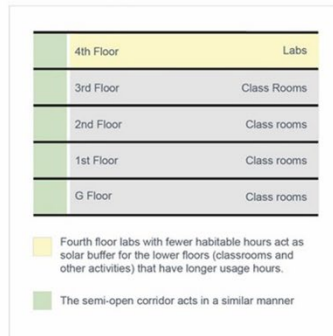 4th Floor Labs
3rd Floor Class Rooms
2nd Floor Class rooms
1st Floor Class rooms
G Floor Class rooms
Fourth floor labs with fewer habitable hours act as
solar buffer for the lower floors (classrooms and
other activities) that have longer usage hours.
The semi-open corridor acts in a similar manner